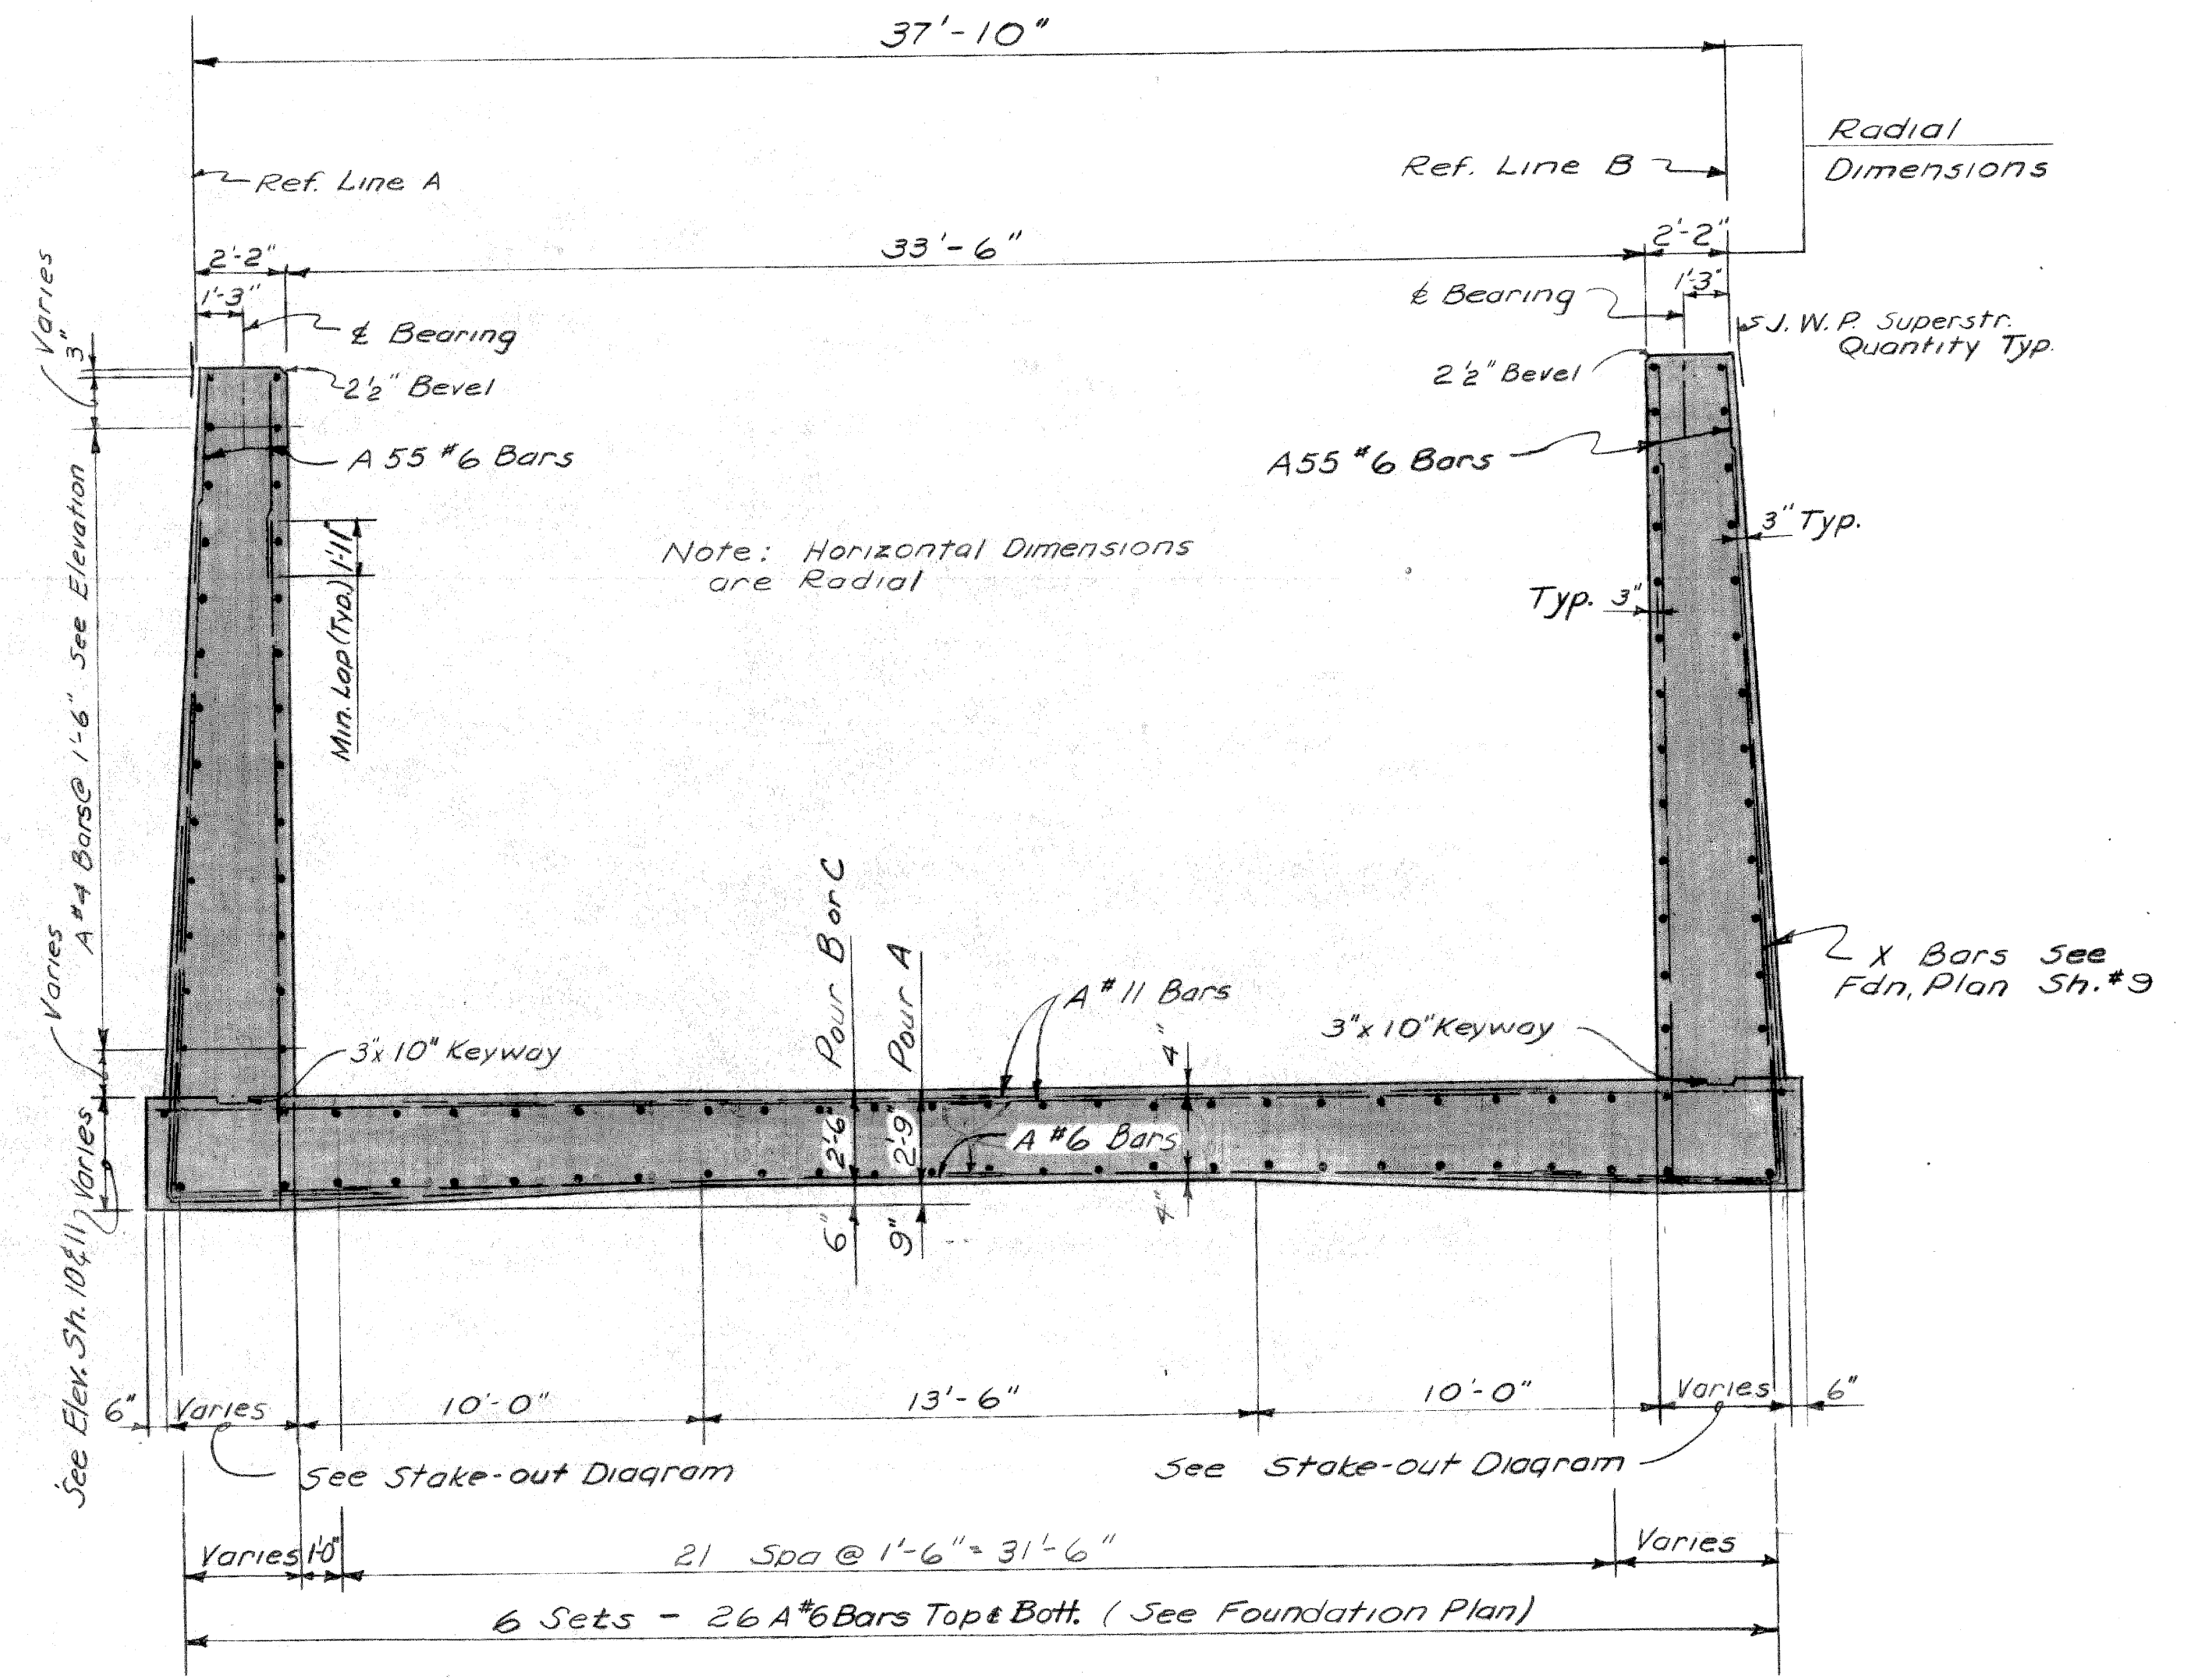 37'-10"
Radial
Dimensions
Ref. Line A
Ref. Line B
2'-2"
33'-6"
2'-2"
1'-3"
1'-3"
Varies
3"
℄ Bearing
℄ Bearing
J.W.P. Superstr.
Quantity Typ.
2½" Bevel
2½" Bevel
A55 #6 Bars
A55 #6 Bars
3" Typ.
Typ. 3"
Note: Horizontal Dimensions
are Radial
Min. Lap (Typ.) 1'-11"
A #4 Bars @ 1'-6" See Elevation
Varies
X Bars See
Fdn. Plan Sh. #9
Pour B or C
Pour A
A #11 Bars
4"
3"x10" Keyway
3"x10" Keyway
2'-6"
2'-9"
A #6 Bars
6"
9"
4"
See Elev. Sh. 10 & 11) Varies
6"
Varies
10'-0"
13'-6"
10'-0"
Varies
6"
See Stake-out Diagram
See Stake-out Diagram
Varies
1'-0"
21 Spa @ 1'-6" = 31'-6"
Varies
6 Sets - 26 A #6 Bars Top & Bott. (See Foundation Plan)